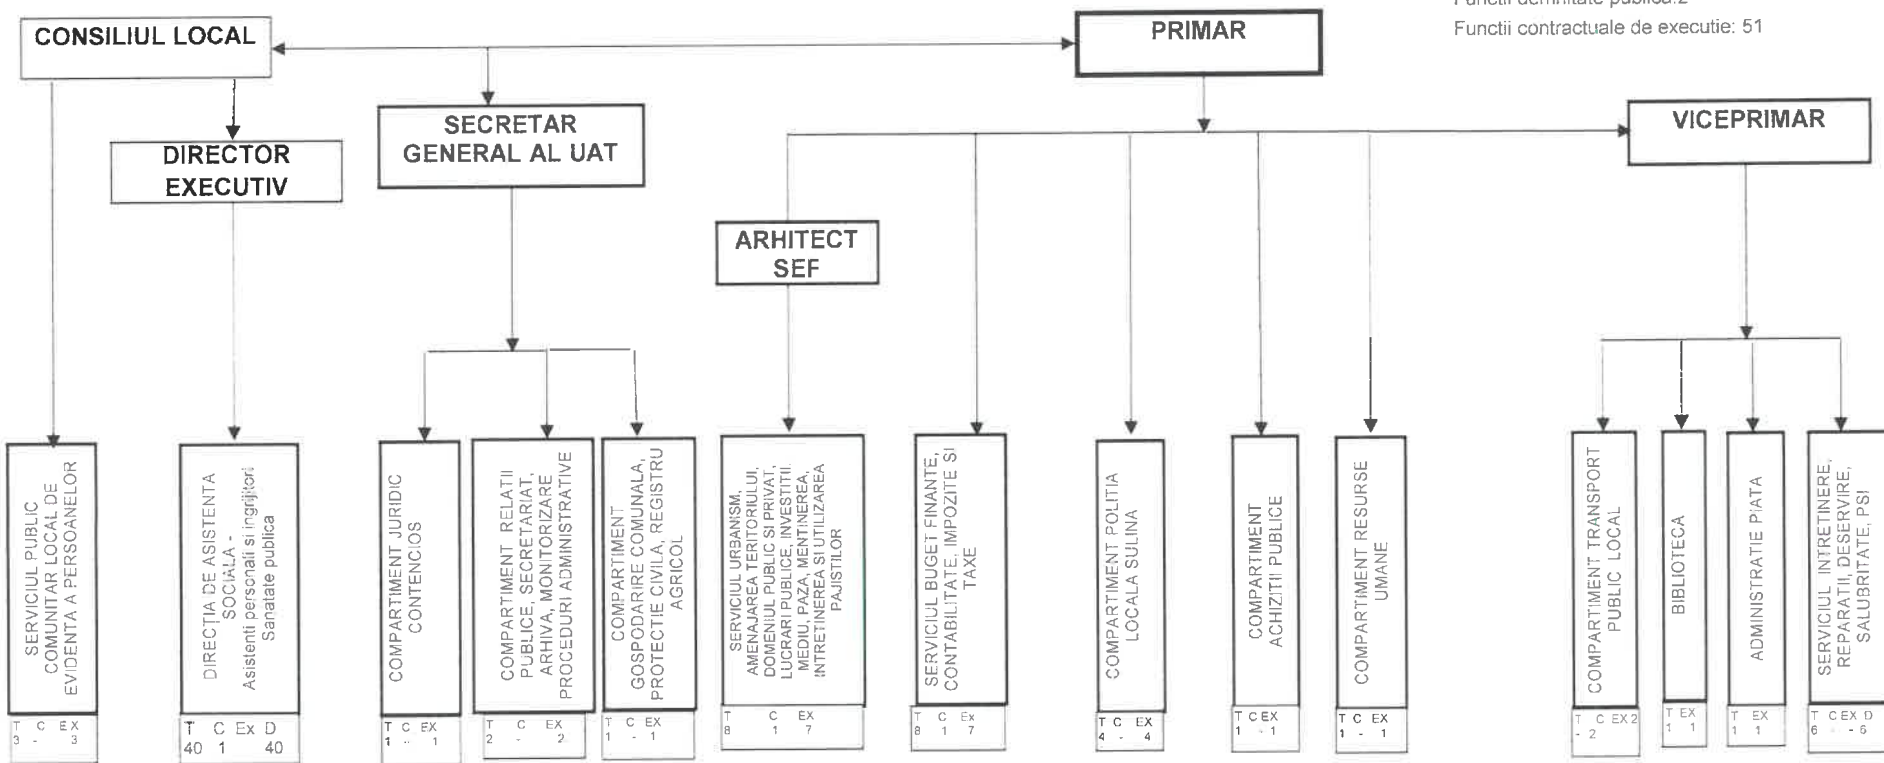 Functii demnitate publica:2
Functii contractuale de executie: 51
CONSILIUL LOCAL
PRIMAR
SECRETAR
GENERAL AL UAT
VICEPRIMAR
DIRECTOR
EXECUTIV
ARHITECT
SEF
SERVICIUL PUBLIC
COMUNITAR LOCAL DE
EVIDENTA A PERSOANELOR
DIRECȚIA DE ASISTENTA
SOCIALA -
Asistenti personali si ingrijitori
Sanatate publica
COMPARTIMENT JURIDIC
CONTENCIOS
COMPARTIMENT RELATII
PUBLICE, SECRETARIAT,
ARHIVA, MONITORIZARE
PROCEDURI ADMINISTRATIVE
COMPARTIMENT
GOSPODARIRE COMUNALA,
PROTECTIE CIVILA, REGISTRU
AGRICOL
SERVICIUL URBANISM,
AMENAJAREA TERITORIULUI,
DOMENIUL PUBLIC SI PRIVAT,
LUCRARI PUBLICE, INVESTITII.
MEDIU, PAZA, MENTINEREA,
INTRETINEREA SI UTILIZAREA
PAJISTILOR
SERVICIUL BUGET FINANTE,
CONTABILITATE, IMPOZITE SI
TAXE
COMPARTIMENT POLITIA
LOCALA SULINA
COMPARTIMENT
ACHIZITII PUBLICE
COMPARTIMENT RESURSE
UMANE
COMPARTIMENT TRANSPORT
PUBLIC LOCAL
BIBLIOTECA
ADMINISTRATIE PIATA
SERVICIUL INTRETINERE,
REPARATII, DESERVIRE,
SALUBRITATE, PSI
T C EX
3 - 3
T C Ex D
40 1 40
T C EX
1 - 1
T C EX
2 - 2
T C EX
1 - 1
T C EX
8 1 7
T C Ex
8 1 7
T C EX
4 - 4
T C EX
1 - 1
T C EX
1 - 1
T C EX 2
- 2
T EX
1 1
T EX
1 1
T C EX D
6 - - 6